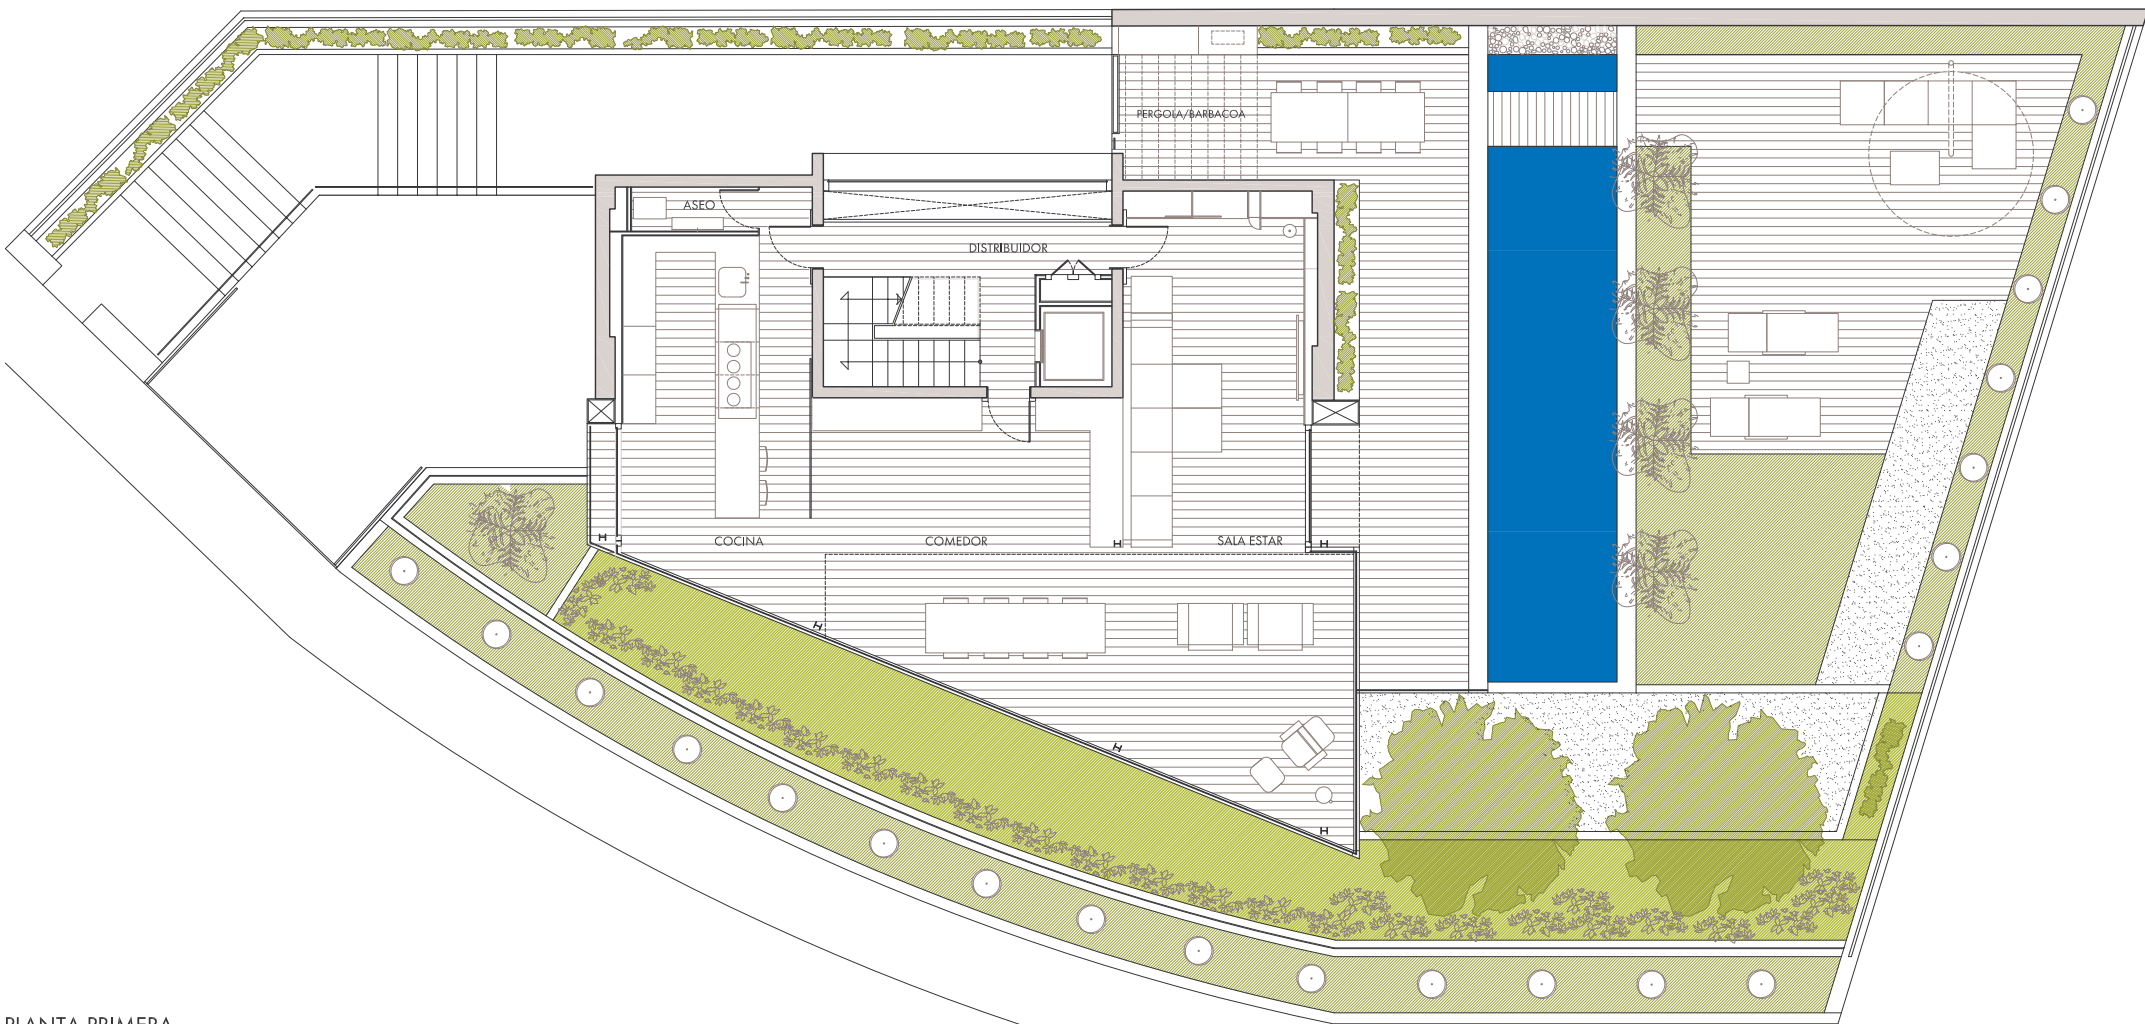 PERGOLA/BARBACOA
ASEO
DISTRIBUIDOR
COCINA
COMEDOR
SALA ESTAR
PLANTA PRIMERA